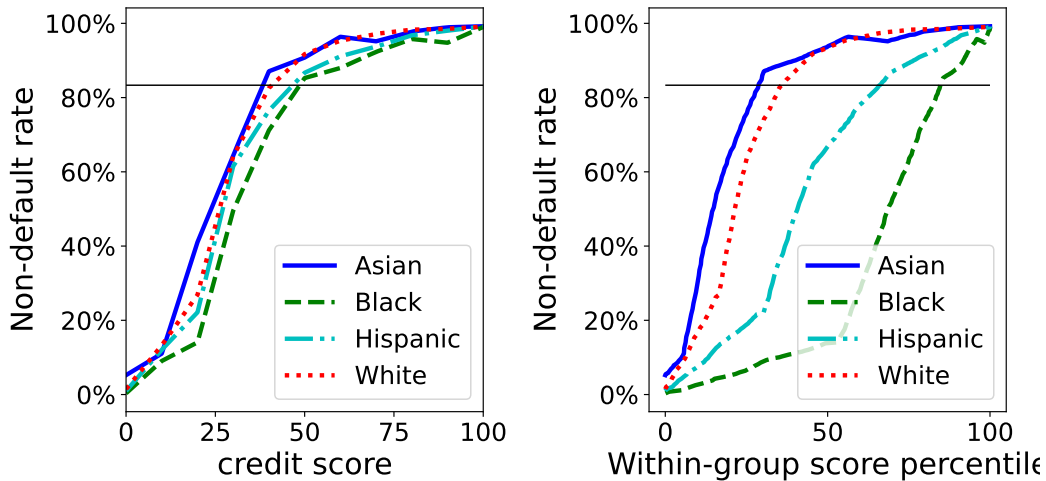 Non-default rate
100%
80%
60%
40%
20%
0%
Asian
Black
Hispanic
White
0 25 50 75 100
credit score
Non-default rate
100%
80%
60%
40%
20%
0%
Asian
Black
Hispanic
White
0 50 100
Within-group score percentile